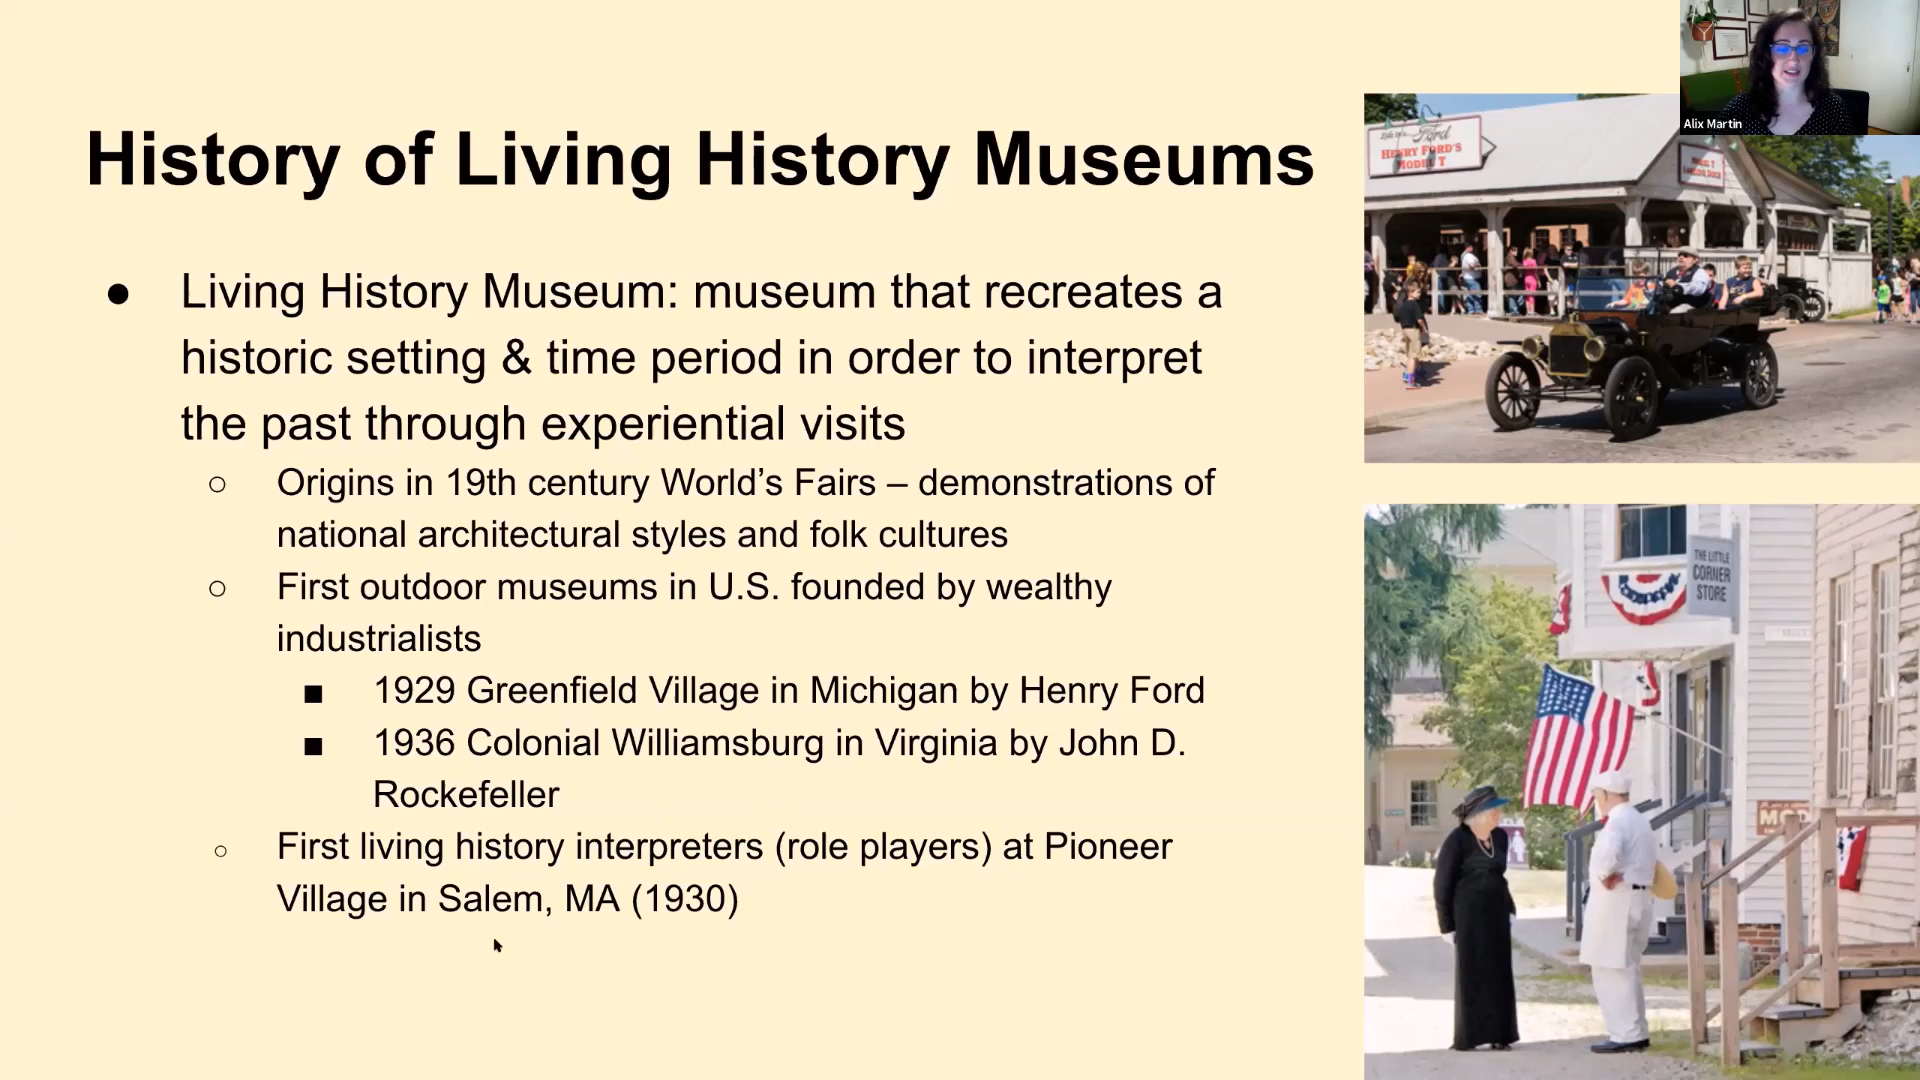 History of Living History Museums
● Living History Museum: museum that recreates a
historic setting & time period in order to interpret
the past through experiential visits
○ Origins in 19th century World’s Fairs – demonstrations of
national architectural styles and folk cultures
○ First outdoor museums in U.S. founded by wealthy
industrialists
■ 1929 Greenfield Village in Michigan by Henry Ford
■ 1936 Colonial Williamsburg in Virginia by John D.
Rockefeller
○ First living history interpreters (role players) at Pioneer
Village in Salem, MA (1930)
Alix Martin
Ford
HENRY FORD'S
MODEL T
MODEL T
THE LITTLE
CORNER
STORE